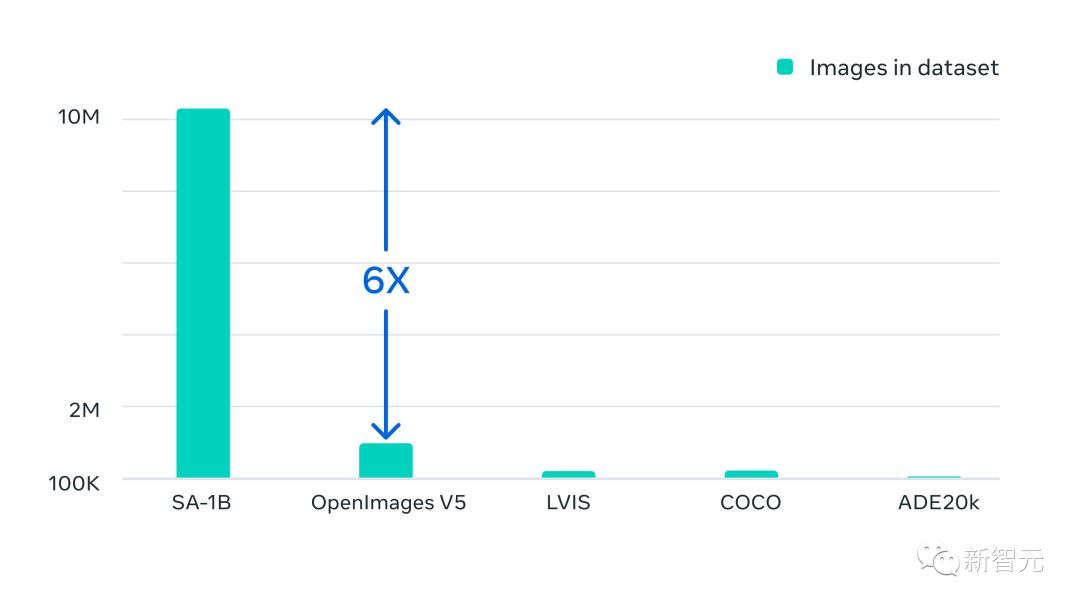 Images in dataset
10M
6X
2M
100K
SA-1B
OpenImages V5
LVIS
COCO
ADE20k
新智元